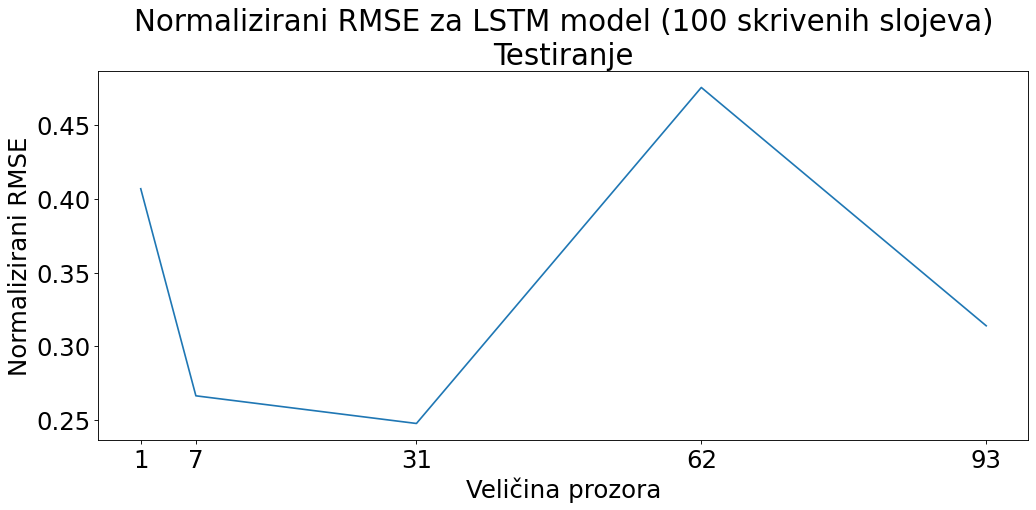 Normalizirani RMSE za LSTM model (100 skrivenih slojeva)
Testiranje
Normalizirani RMSE
0.45
0.40
0.35
0.30
0.25
1 7 31 62 93
Veličina prozora